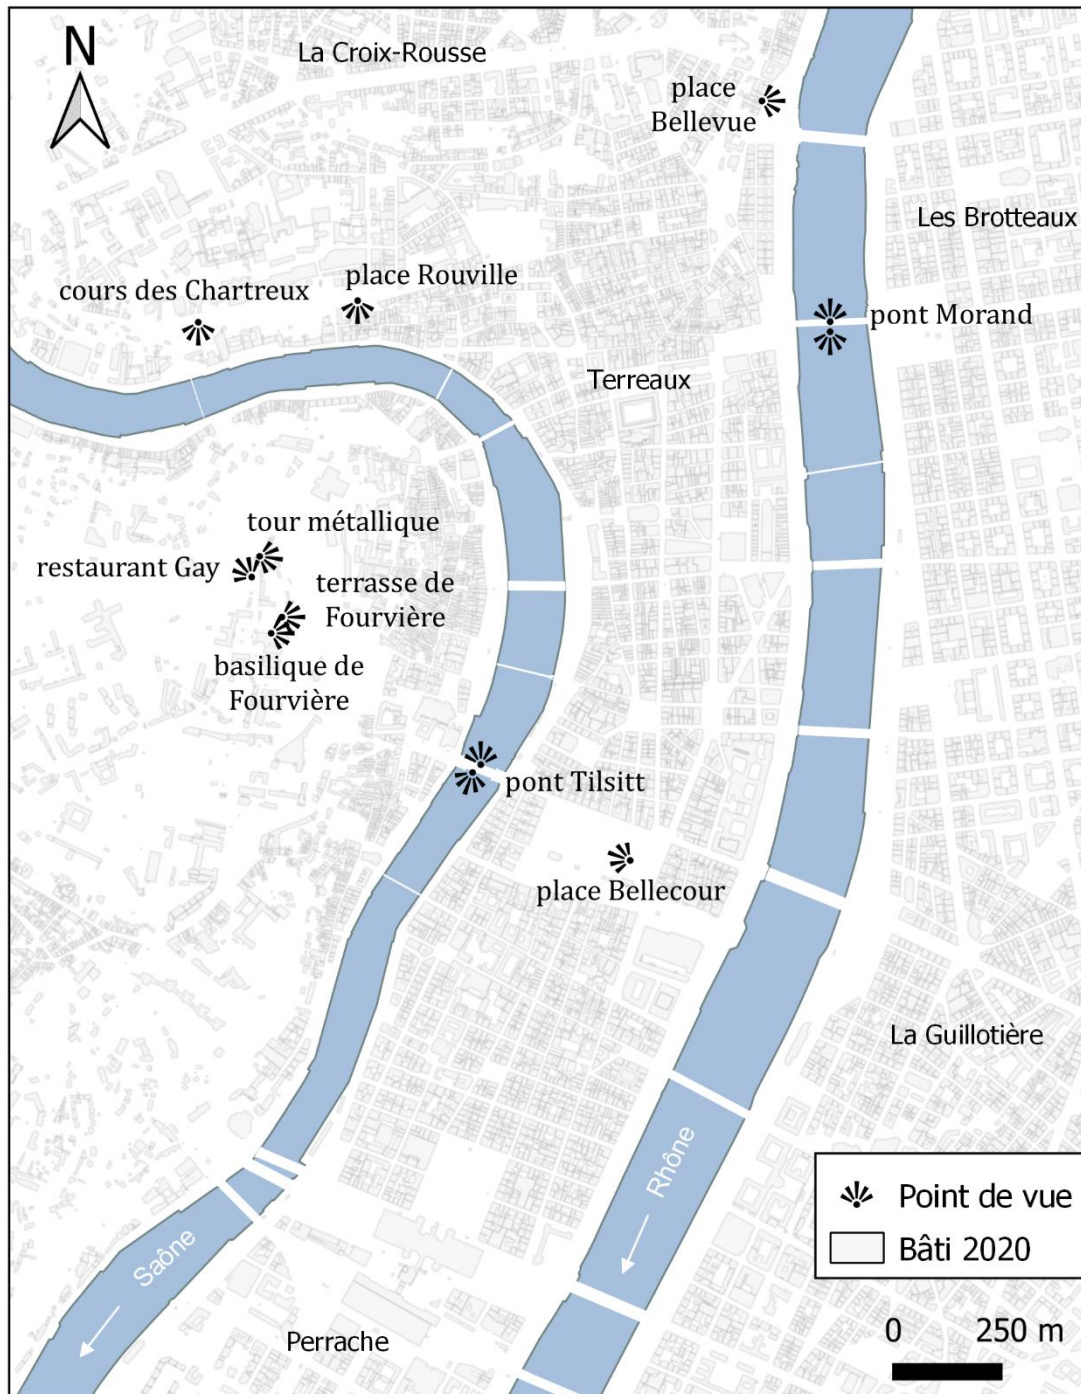 N
La Croix-Rousse
place
Bellevue
Les Brotteaux
place Rouville
cours des Chartreux
pont Morand
Terreaux
tour métallique
restaurant Gay
terrasse de
Fourvière
basilique de
Fourvière
pont Tilsitt
place Bellecour
La Guillotière
Rhône
Saône
Perrache
Point de vue
Bâti 2020
0 250 m